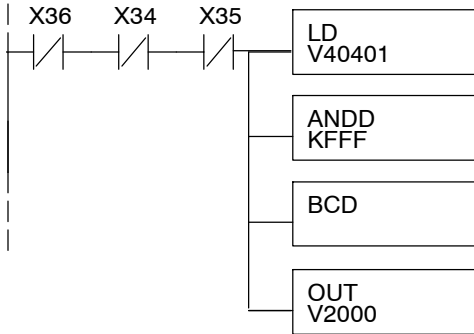 X36 X34 X35
LD
V40401
ANDD
KFFF
BCD
OUT
V2000